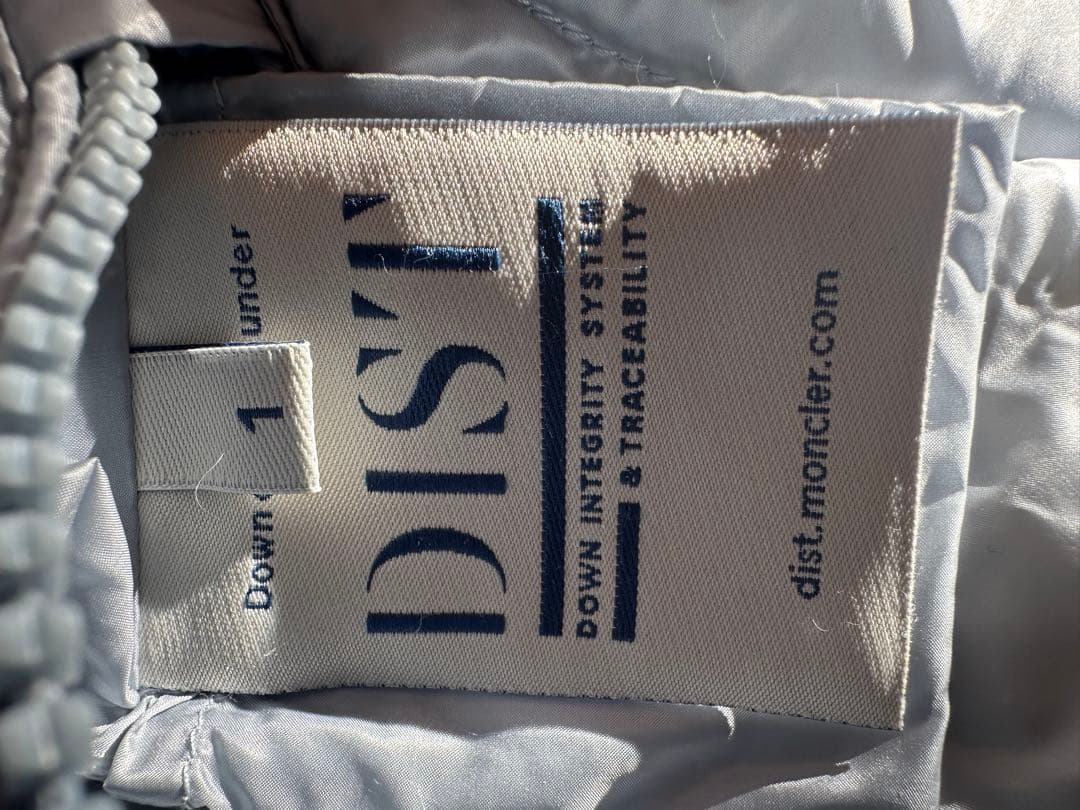 Down under
1
DIST
DOWN INTEGRITY SYSTEM
& TRACEABILITY
dist.moncler.com